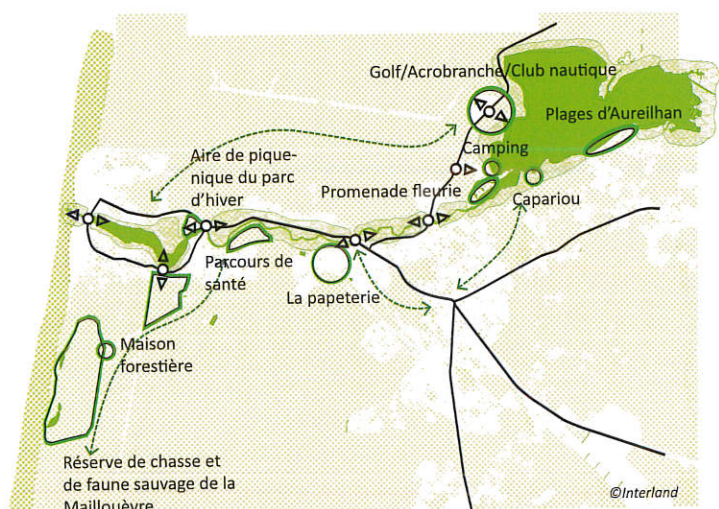 Golf/Acrobranche/Club nautique
Plages d'Aureilhan
Camping
Aire de pique-
nique du parc
d'hiver
Promenade fleurie
Capariou
Parcours de
santé
La papeterie
Maison
forestière
Réserve de chasse et
de faune sauvage de la
Maillouèyre
©Interland